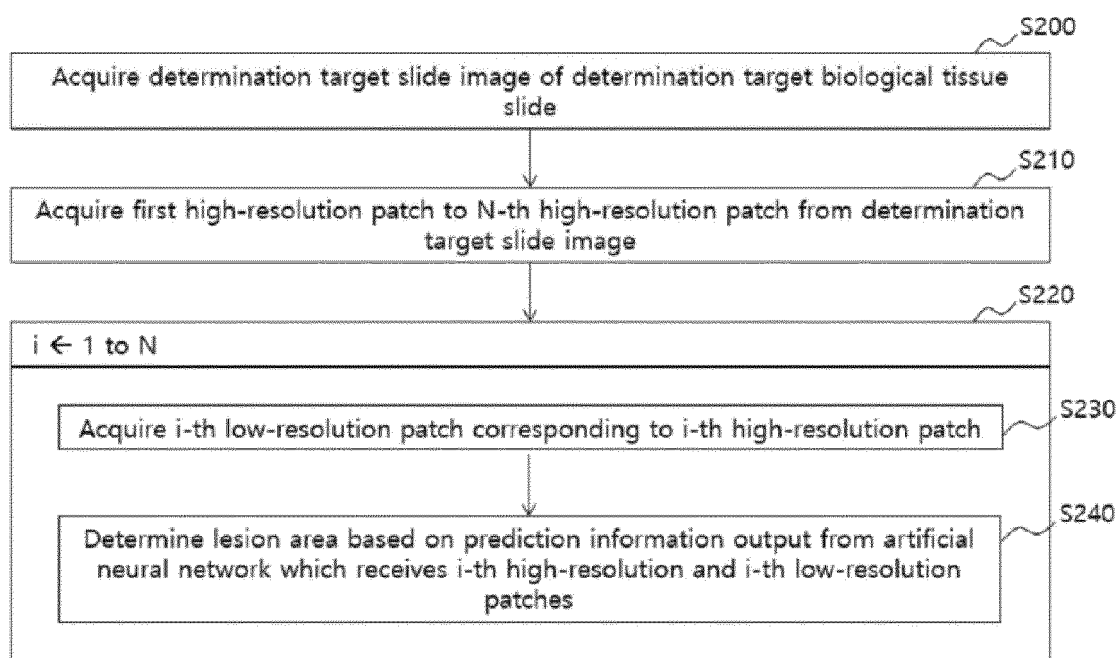 S200
Acquire determination target slide image of determination target biological tissue
slide
S210
Acquire first high-resolution patch to N-th high-resolution patch from determination
target slide image
S220
i ← 1 to N
S230
Acquire i-th low-resolution patch corresponding to i-th high-resolution patch
S240
Determine lesion area based on prediction information output from artificial
neural network which receives i-th high-resolution and i-th low-resolution
patches